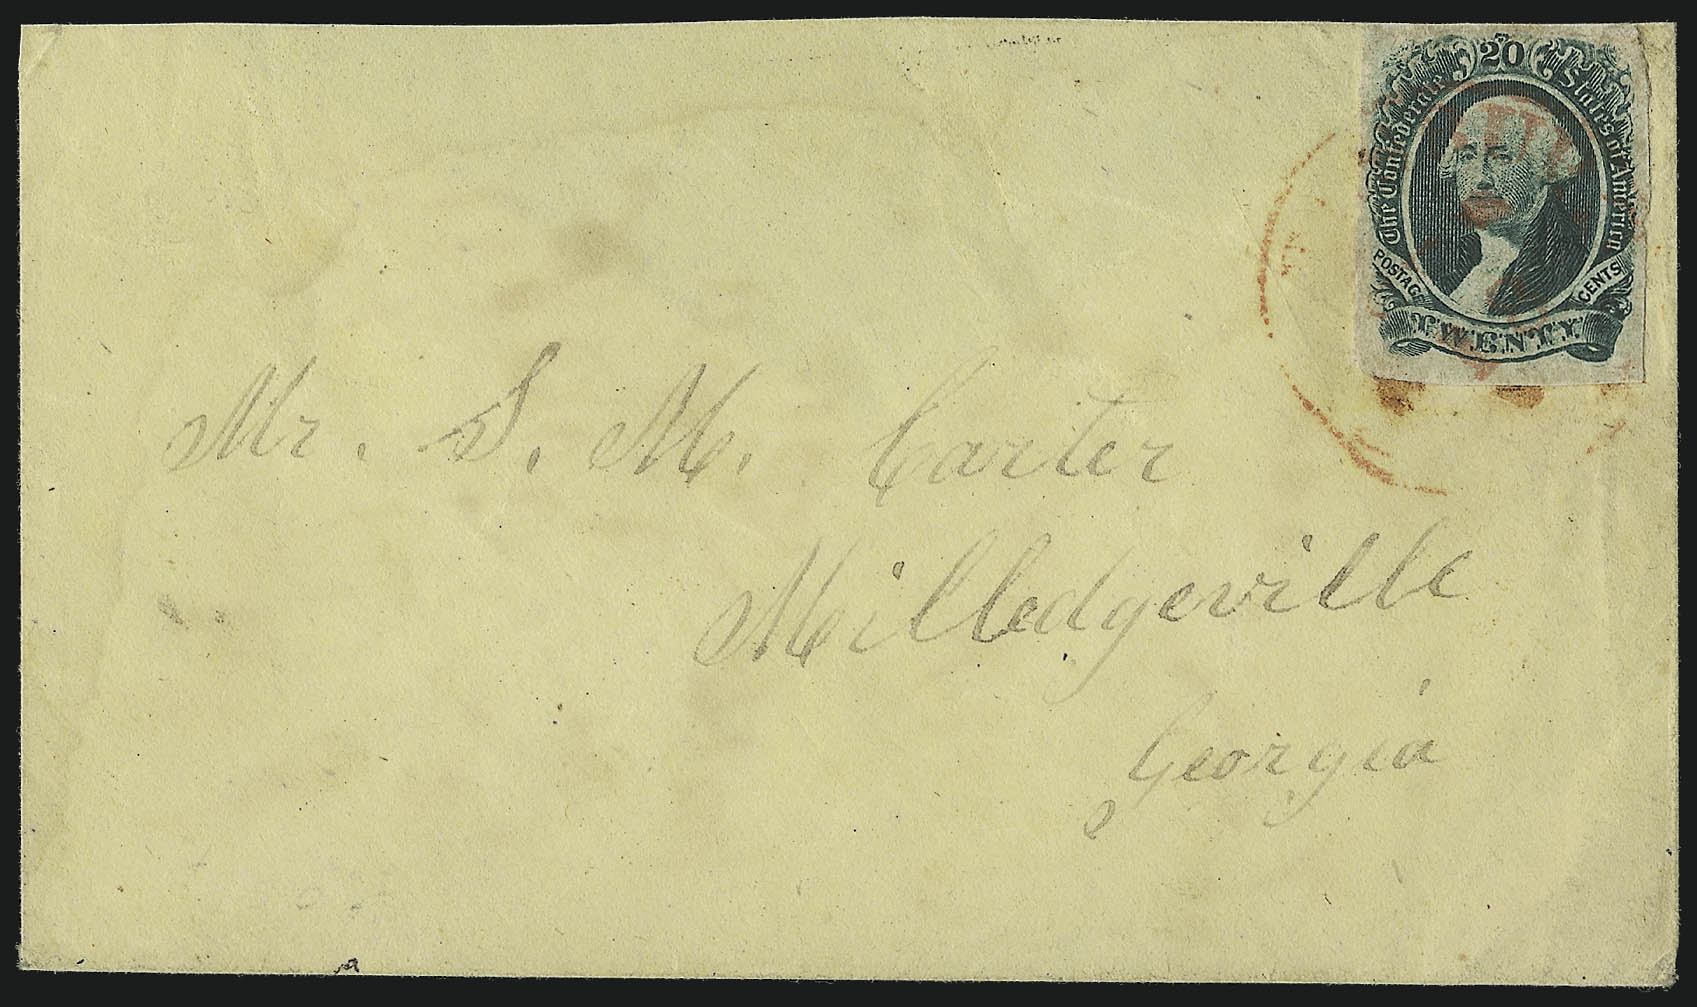 20
The Confederate States of America
POSTAGE CENTS
TWENTY
Mr. S. M. Carter
Milledgeville
Georgia